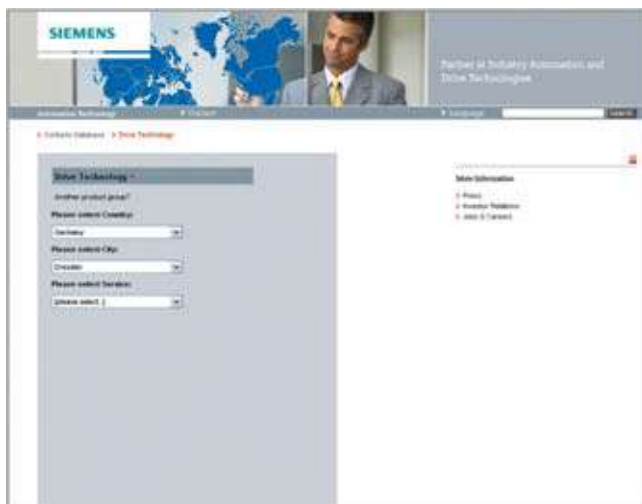 SIEMENS
Partner in Industry Automation and
Drive Technologies
Automation Technology
Contact
Language
Search
Contacts Database
Drive Technology
Drive Technology
Another product group?
Please select Country:
Germany
Please select City:
Dresden
Please select Service:
[please select..]
More Information
Press
Investor Relations
Jobs & Careers